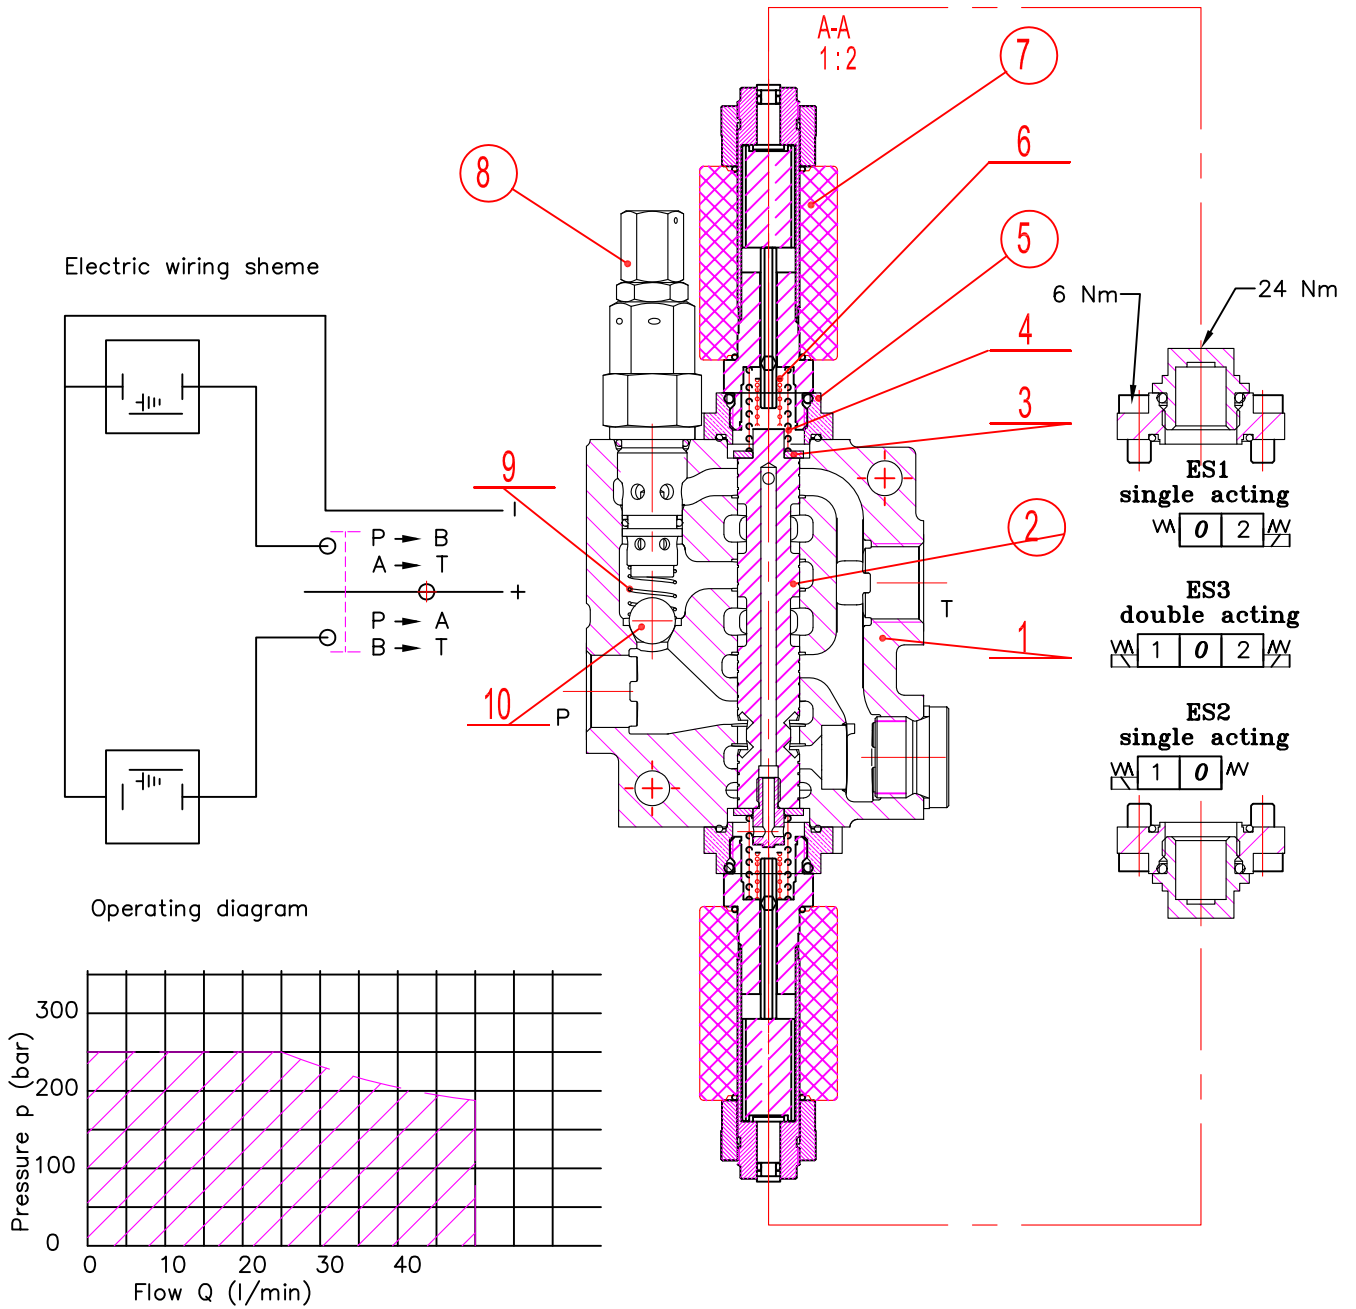 A-A
1:2
7
6
8
5
Electric wiring sheme
6 Nm
24 Nm
4
3
9
ES1
single acting
0 2
2
P → B
A → T
−
+
P → A
B → T
T
ES3
double acting
1 0 2
1
10
P
ES2
single acting
1 0
Operating diagram
Pressure p (bar)
300
200
100
0
0 10 20 30 40
Flow Q (l/min)